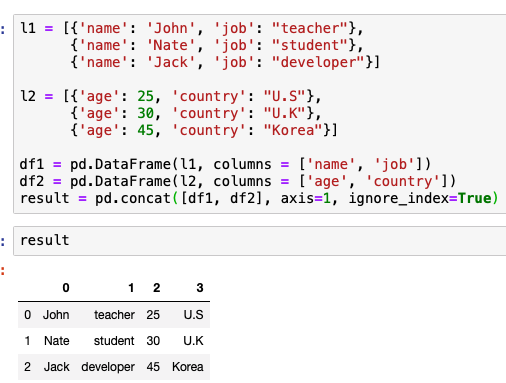 l1 = [{'name': 'John', 'job': "teacher"},
{'name': 'Nate', 'job': "student"},
{'name': 'Jack', 'job': "developer"}]
l2 = [{'age': 25, 'country': "U.S"},
{'age': 30, 'country': "U.K"},
{'age': 45, 'country': "Korea"}]
df1 = pd.DataFrame(l1, columns = ['name', 'job'])
df2 = pd.DataFrame(l2, columns = ['age', 'country'])
result = pd.concat([df1, df2], axis=1, ignore_index=True)
result
0 1 2 3
0 John teacher 25 U.S
1 Nate student 30 U.K
2 Jack developer 45 Korea